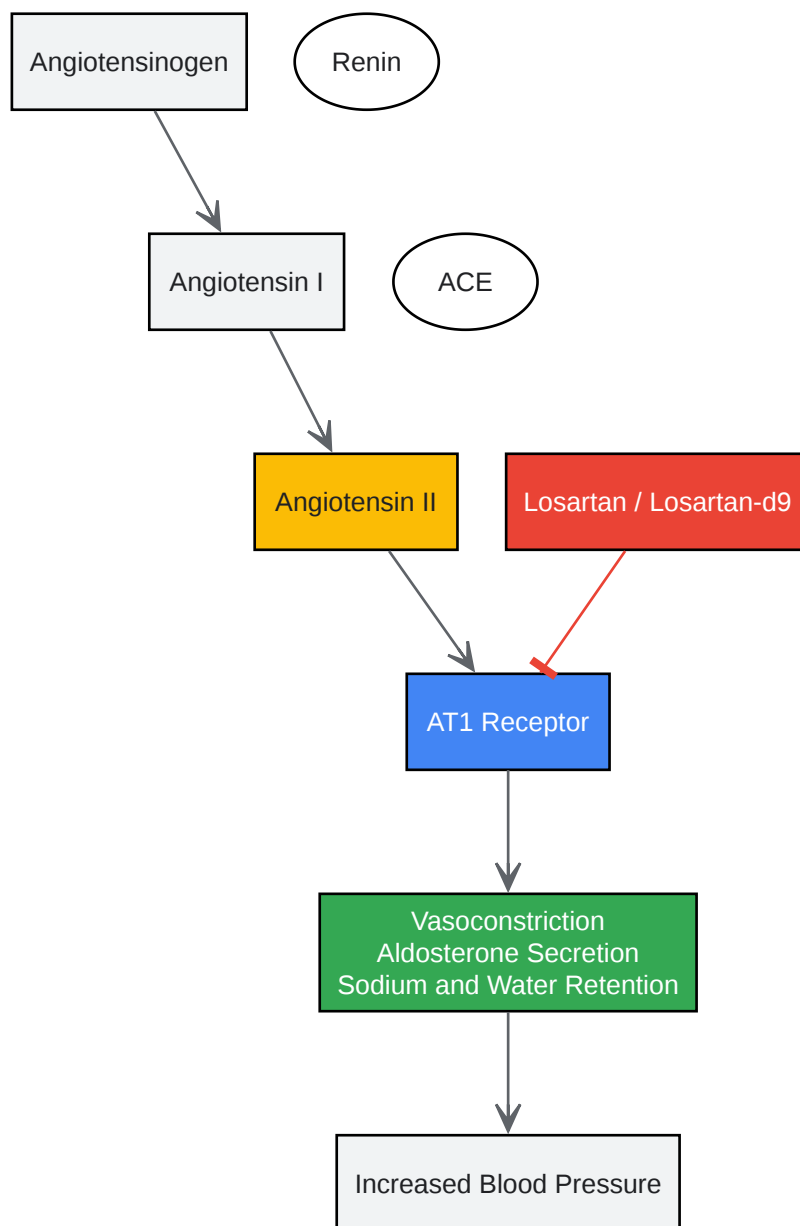 Angiotensinogen
Renin
Angiotensin I
ACE
Angiotensin II
Losartan / Losartan-d9
AT1 Receptor
Vasoconstriction
Aldosterone Secretion
Sodium and Water Retention
Increased Blood Pressure